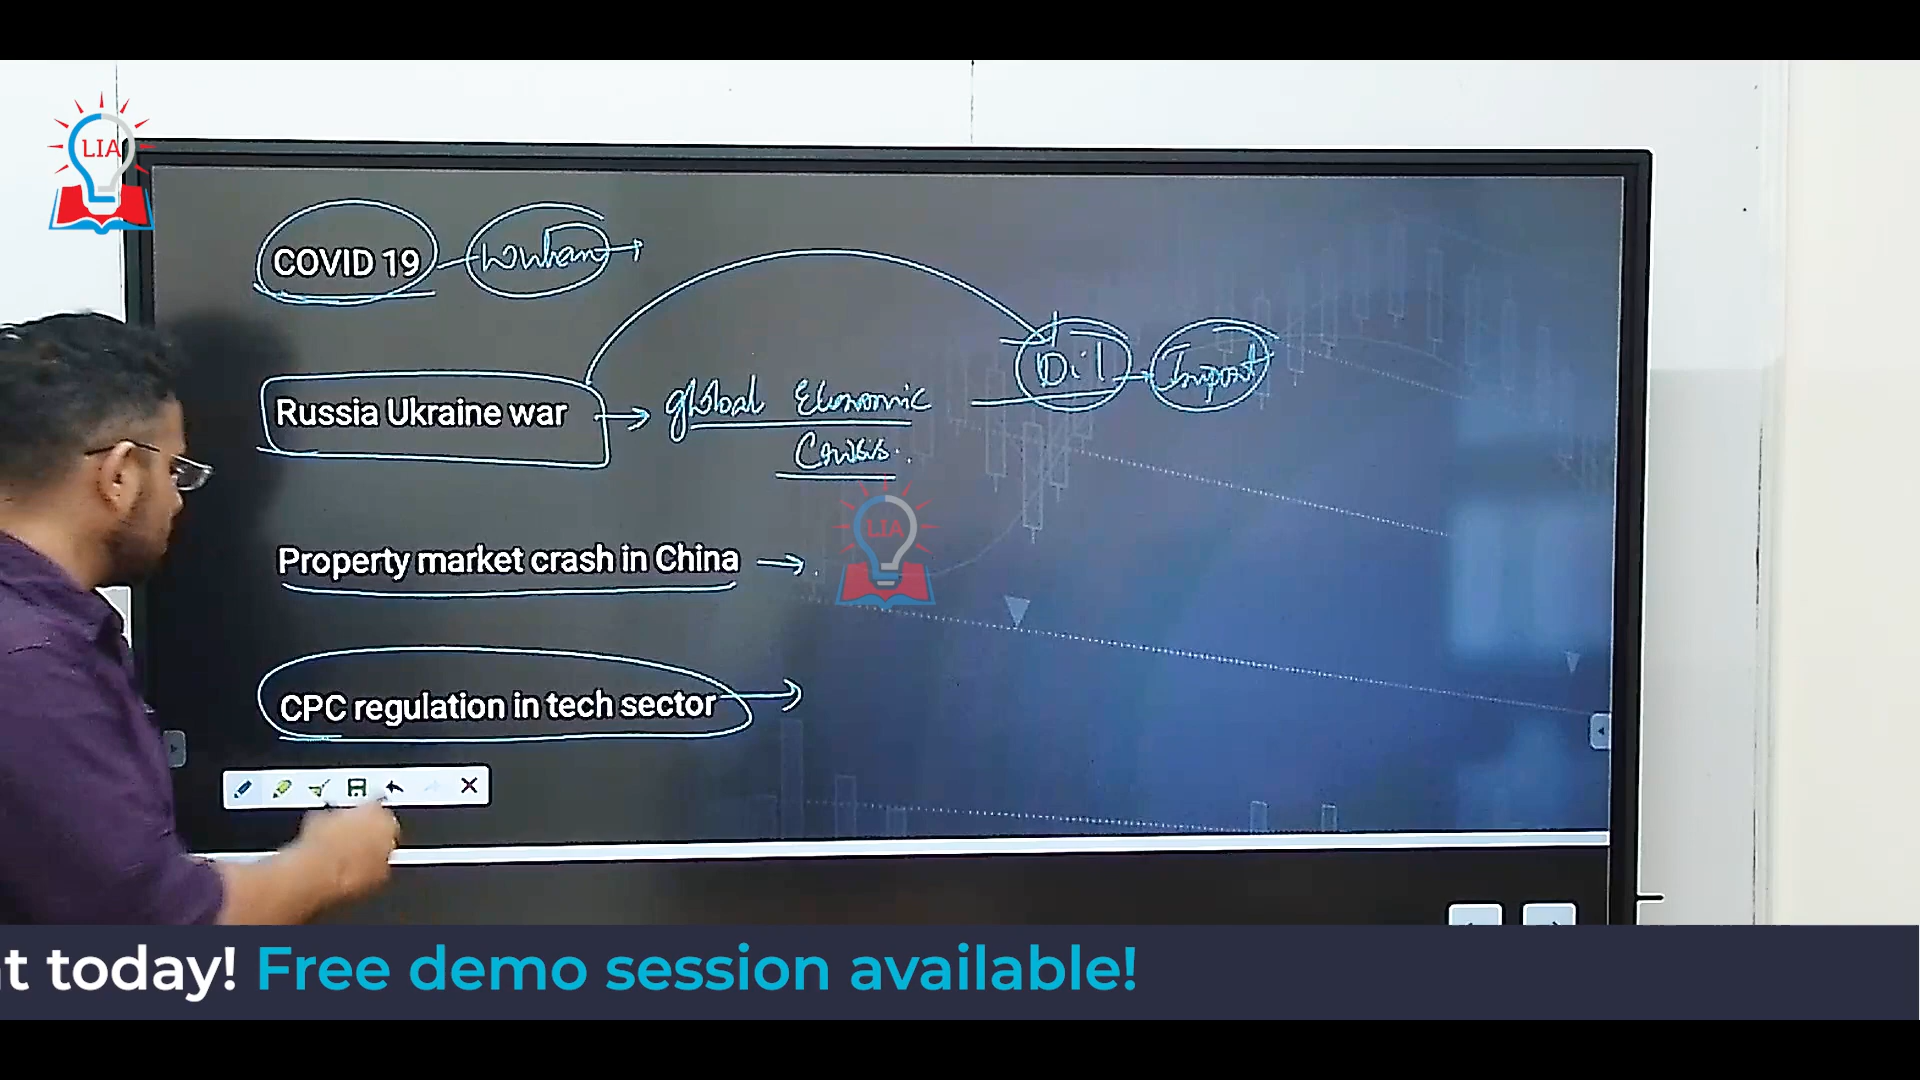 LIA
COVID 19 Wuhan
Russia Ukraine war global Economic Oil Import
Crisis.
LIA
Property market crash in China
CPC regulation in tech sector
t today! Free demo session available!